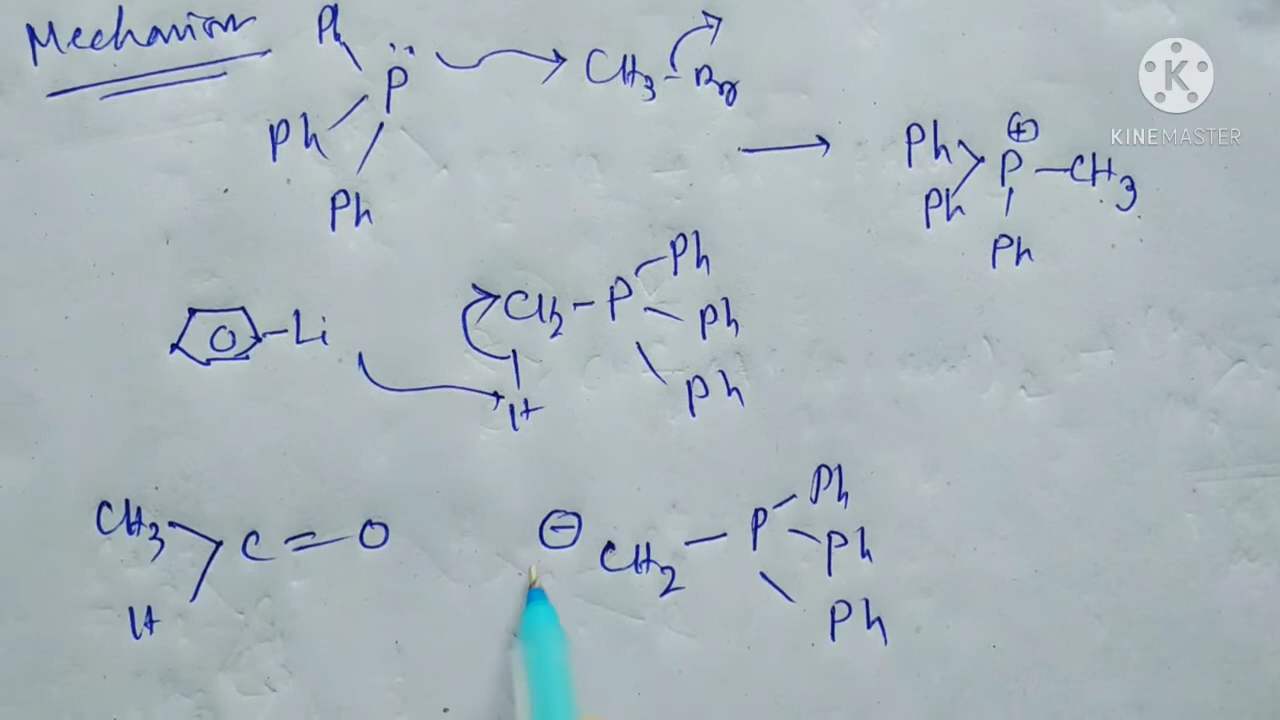 Mechanism
Ph
P
Ph
Ph
CH3-Br
K
KINEMASTER
Ph
Ph
P
⊕
-CH3
Ph
-Li
CH2-P
Ph
Ph
Ph
H
CH3
H
C=O
⊖
CH2-P
Ph
Ph
Ph